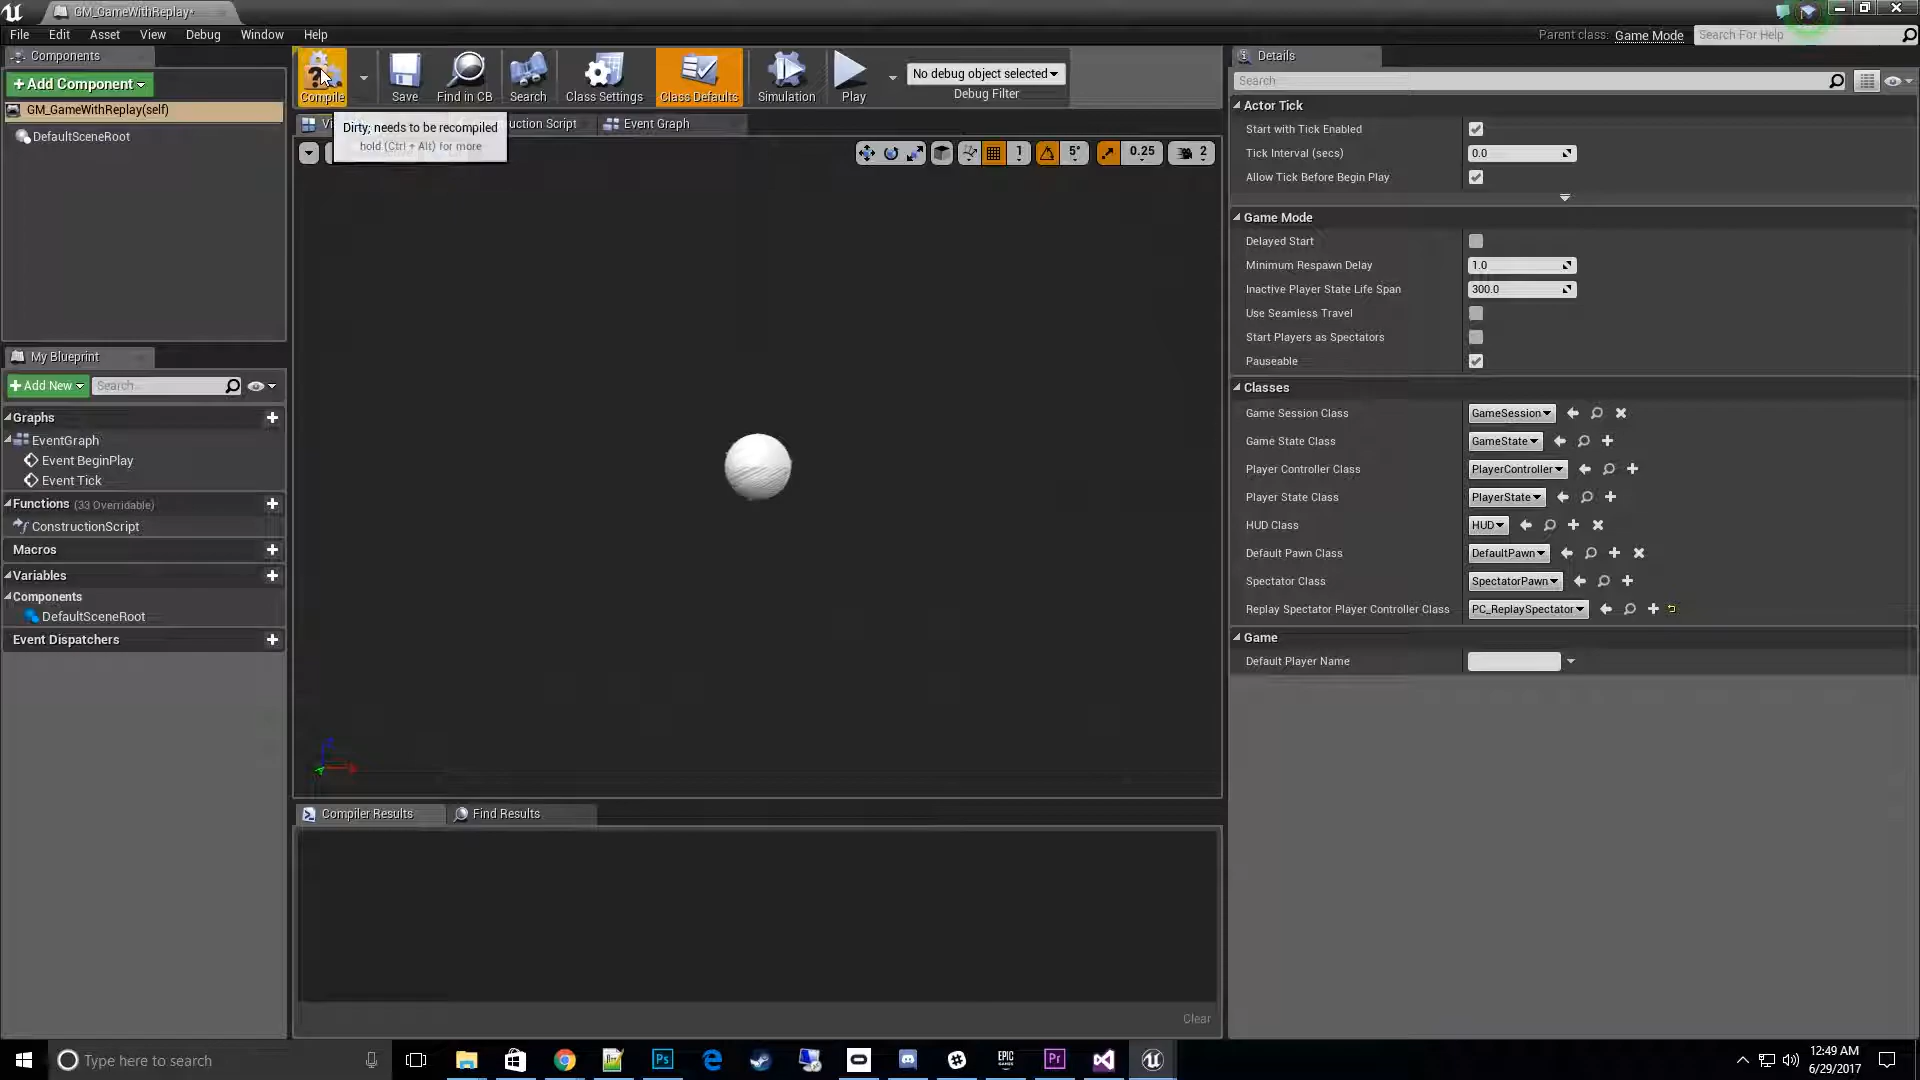 GM_GameWithReplay*
File Edit Asset View Debug Window Help
Parent class: Game Mode Search For Help
Components
+Add Component
GM_GameWithReplay(self)
DefaultSceneRoot
Compile Save Find in CB Search Class Settings Class Defaults Simulation Play
No debug object selected
Debug Filter
Event Graph
Dirty; needs to be recompiled
hold (Ctrl + Alt) for more
1 5° 0.25 2
My Blueprint
+Add New Search
Graphs
EventGraph
Event BeginPlay
Event Tick
Functions (33 Overridable)
ConstructionScript
Macros
Variables
Components
DefaultSceneRoot
Event Dispatchers
Compiler Results Find Results
Clear
Details
Search
Actor Tick
Start with Tick Enabled
Tick Interval (secs) 0.0
Allow Tick Before Begin Play
Game Mode
Delayed Start
Minimum Respawn Delay 1.0
Inactive Player State Life Span 300.0
Use Seamless Travel
Start Players as Spectators
Pauseable
Classes
Game Session Class GameSession
Game State Class GameState
Player Controller Class PlayerController
Player State Class PlayerState
HUD Class HUD
Default Pawn Class DefaultPawn
Spectator Class SpectatorPawn
Replay Spectator Player Controller Class PC_ReplaySpectator
Game
Default Player Name
Type here to search
Ps
EPIC GAMES
Pr
12:49 AM
6/29/2017